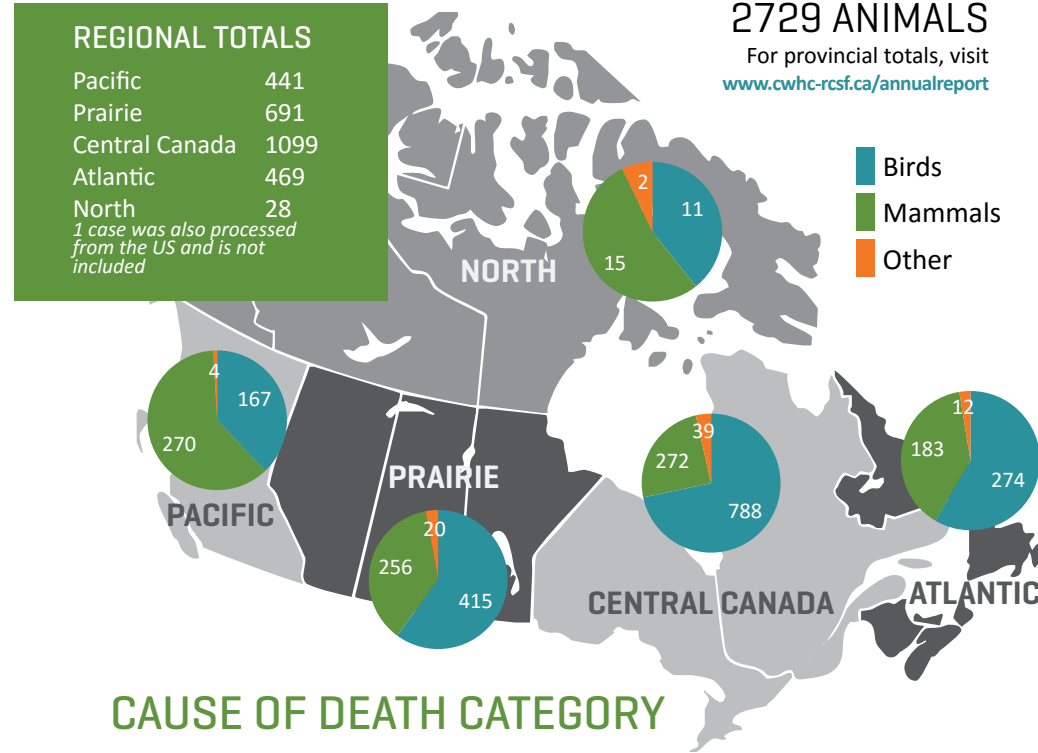 REGIONAL TOTALS
Pacific 441
Prairie 691
Central Canada 1099
Atlantic 469
North 28
1 case was also processed
from the US and is not
included
2729 ANIMALS
For provincial totals, visit
www.cwhc-rcsf.ca/annualreport
Birds
Mammals
Other
2
11
15
NORTH
4
167
270
PACIFIC
PRAIRIE
20
256
415
39
272
788
CENTRAL CANADA
12
183
274
ATLANTIC
CAUSE OF DEATH CATEGORY